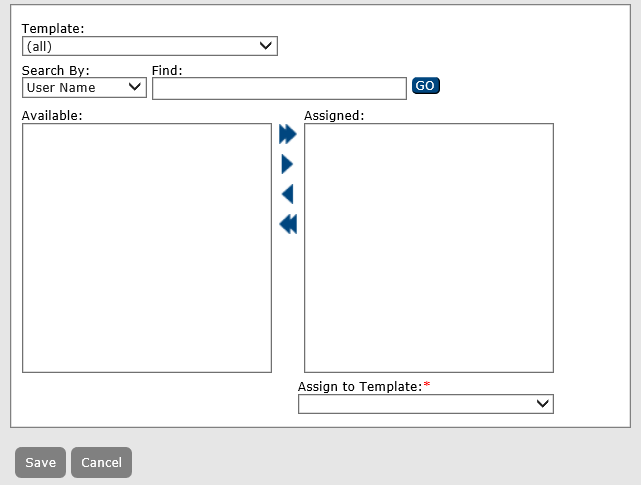 Template:
(all)
Search By: Find:
User Name GO
Available: Assigned:
Assign to Template:*
Save Cancel